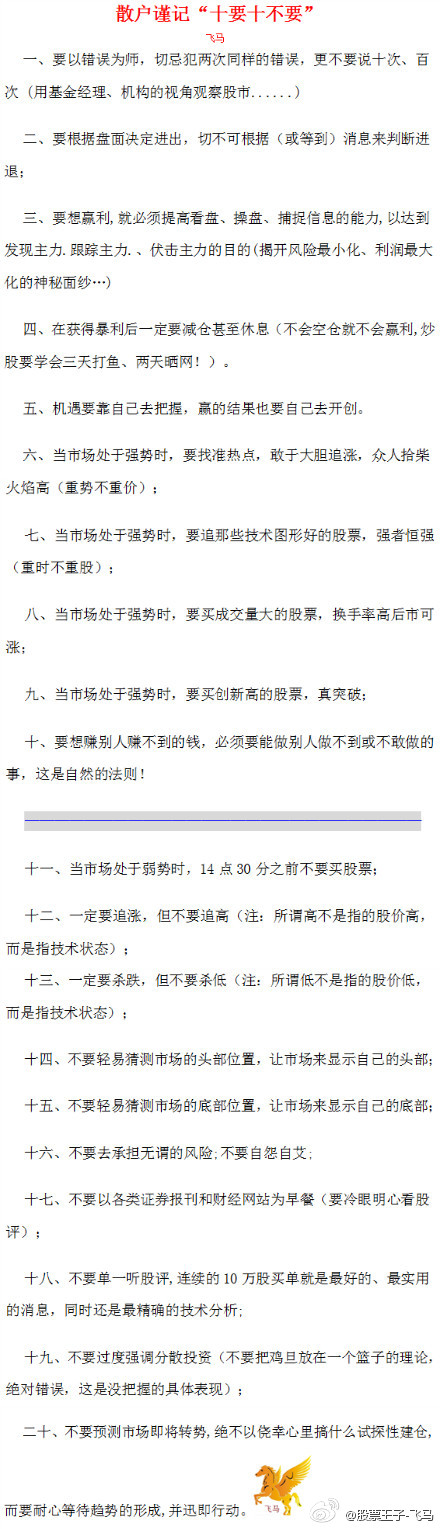 散户谨记“十要十不要”
飞马
一、要以错误为师，切忌犯两次同样的错误，更不要说十次、百
次（用基金经理、机构的视角观察股市......）
二、要根据盘面决定进出，切不可根据（或等到）消息来判断进
退；
三、要想赢利,就必须提高看盘、操盘、捕捉信息的能力,以达到
发现主力.跟踪主力.、伏击主力的目的(揭开风险最小化、利润最大
化的神秘面纱…)
四、在获得暴利后一定要减仓甚至休息（不会空仓就不会赢利,炒
股要学会三天打鱼、两天晒网！）。
五、机遇要靠自己去把握，赢的结果也要自己去开创。
六、当市场处于强势时，要找准热点，敢于大胆追涨，众人拾柴
火焰高（重势不重价）；
七、当市场处于强势时，要追那些技术图形好的股票，强者恒强
（重时不重股）；
八、当市场处于强势时，要买成交量大的股票，换手率高后市可
涨；
九、当市场处于强势时，要买创新高的股票，真突破；
十、要想赚别人赚不到的钱，必须要能做别人做不到或不敢做的
事，这是自然的法则！
十一、当市场处于弱势时，14点30分之前不要买股票；
十二、一定要追涨，但不要追高（注：所谓高不是指的股价高，
而是指技术状态）；
十三、一定要杀跌，但不要杀低（注：所谓低不是指的股价低，
而是指技术状态）；
十四、不要轻易猜测市场的头部位置，让市场来显示自己的头部；
十五、不要轻易猜测市场的底部位置，让市场来显示自己的底部；
十六、不要去承担无谓的风险;不要自怨自艾;
十七、不要以各类证券报刊和财经网站为早餐（要冷眼明心看股
评）；
十八、不要单一听股评,连续的10万股买单就是最好的、最实用
的消息，同时还是最精确的技术分析;
十九、不要过度强调分散投资（不要把鸡旦放在一个篮子的理论，
绝对错误，这是没把握的具体表现）；
二十、不要预测市场即将转势,绝不以侥幸心里搞什么试探性建仓,
而要耐心等待趋势的形成,并迅即行动。
飞马
@股票王子-飞马